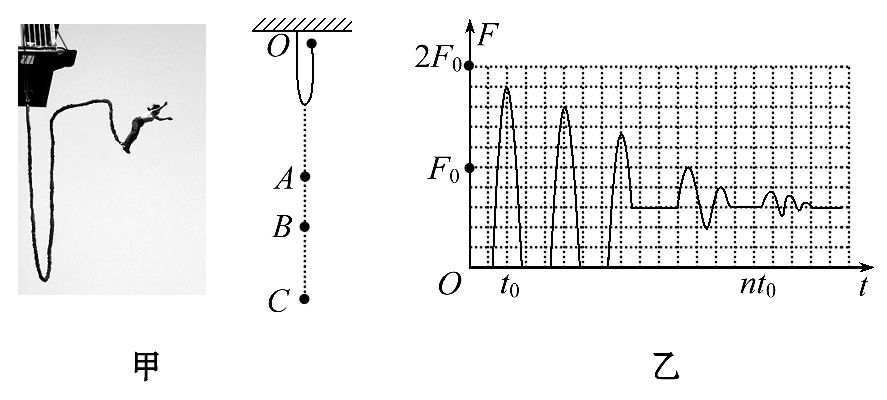 O
A
B
C
甲
F
2F₀
F₀
O
t₀
nt₀
t
乙